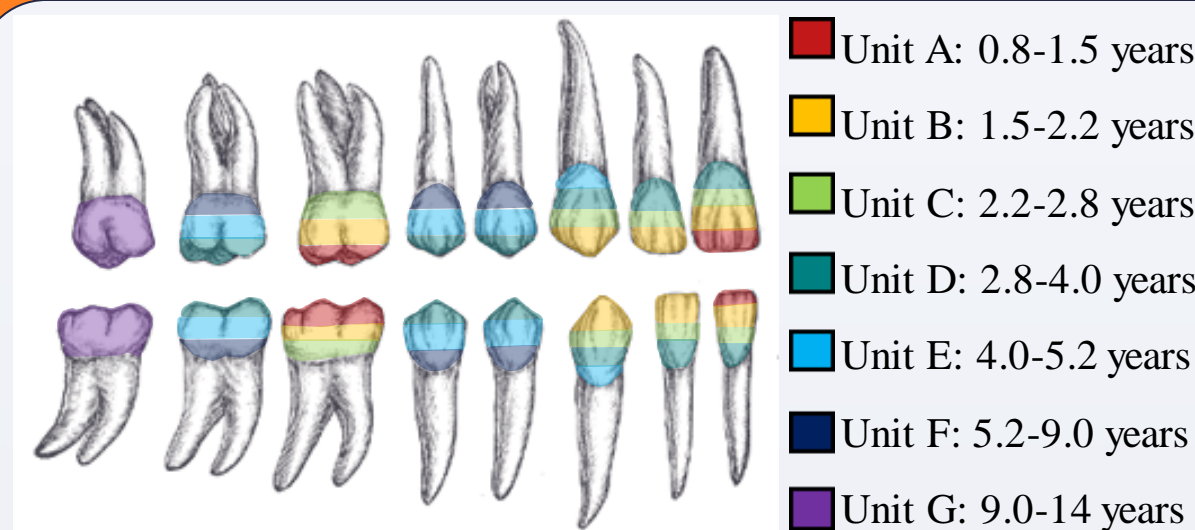 Unit A: 0.8-1.5 years
Unit B: 1.5-2.2 years
Unit C: 2.2-2.8 years
Unit D: 2.8-4.0 years
Unit E: 4.0-5.2 years
Unit F: 5.2-9.0 years
Unit G: 9.0-14 years